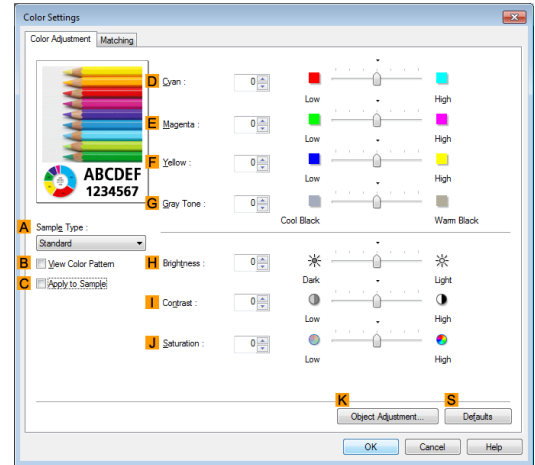 Color Settings
Color Adjustment Matching
ABCDEF
1234567
D Cyan : 0
Low High
E Magenta : 0
Low High
F Yellow : 0
Low High
G Gray Tone : 0
Cool Black Warm Black
A Sample Type :
Standard
B View Color Pattern
C Apply to Sample
H Brightness : 0
Dark Light
I Contrast : 0
Low High
J Saturation : 0
Low High
K S
Object Adjustment... Defaults
OK Cancel Help